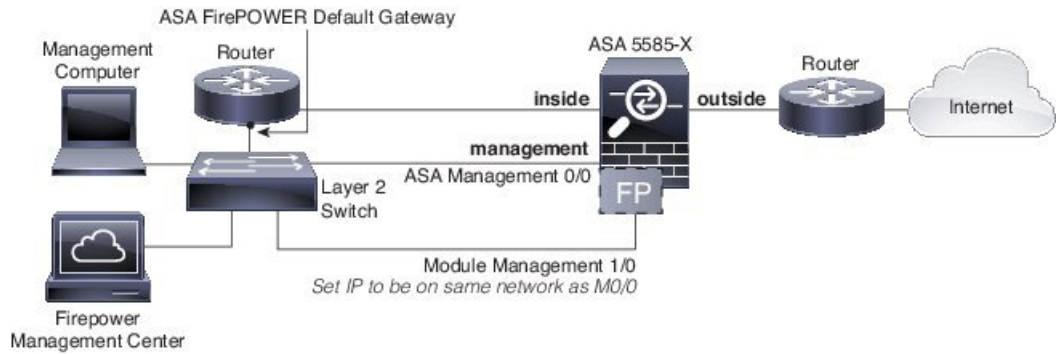 ASA FirePOWER Default Gateway
Management
Computer
Router
ASA 5585-X
Router
inside
outside
Internet
management
ASA Management 0/0
Layer 2
Switch
FP
Module Management 1/0
Set IP to be on same network as M0/0
Firepower
Management Center